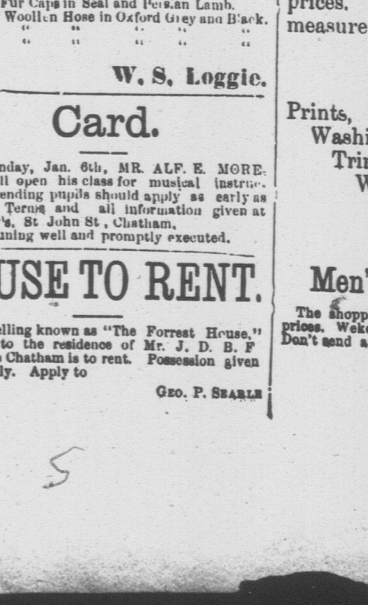 Fur Caps in Seal and Persian Lamb.
Woollen Hose in Oxford Grey and Black.
" " " "
" " " "
W. S. Loggie.
Card.
nday, Jan. 6th, MR. ALF. E. MORE-
ll open his class for musical instruc-
ending pupils should apply as early as
Terms and all information given at
's, St John St, Chatham.
uning well and promptly executed.
USE TO RENT.
elling known as "The Forrest House,"
to the residence of Mr. J. D. B. F
Chatham is to rent. Possession given
ly. Apply to
GEO. P. SEARLE
5
prices.
measure
Prints,
Washi
Trin
W
Men'
The shopp
prices. Weke
Don't send a